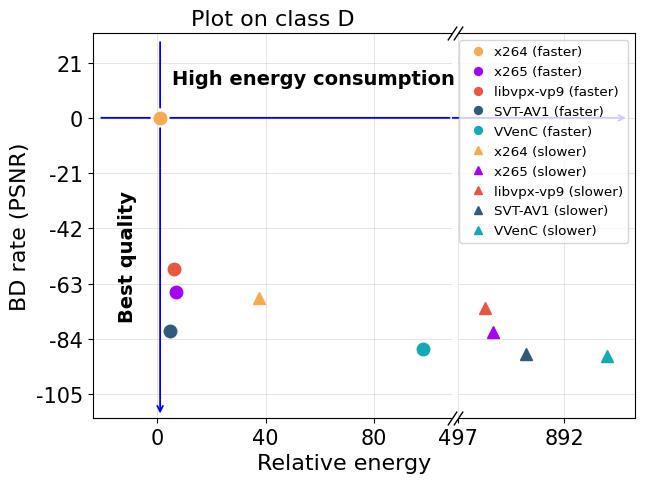 Plot on class D
BD rate (PSNR)
21
0
-21
-42
-63
-84
-105
High energy consumption
Best quality
x264 (faster)
x265 (faster)
libvpx-vp9 (faster)
SVT-AV1 (faster)
VVenC (faster)
x264 (slower)
x265 (slower)
libvpx-vp9 (slower)
SVT-AV1 (slower)
VVenC (slower)
0 40 80 497 892
Relative energy